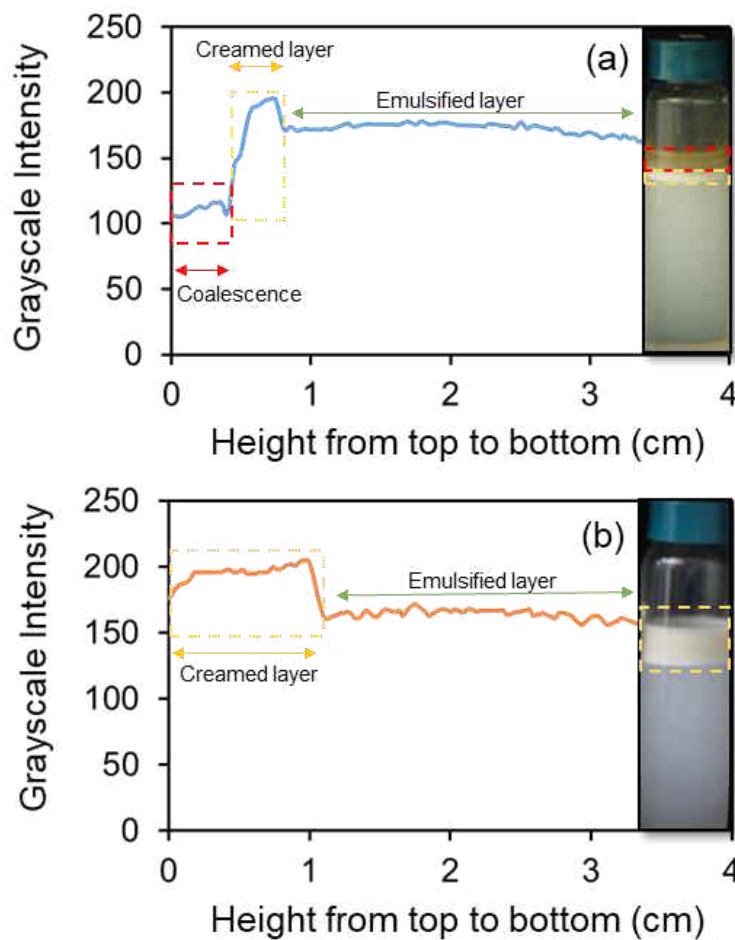 250
Creamed layer
(a)
200
Emulsified layer
150
100
50
Coalescence
0
0 1 2 3 4
Grayscale Intensity
Height from top to bottom (cm)
250
(b)
200
Emulsified layer
150
Creamed layer
100
50
0
0 1 2 3 4
Grayscale Intensity
Height from top to bottom (cm)